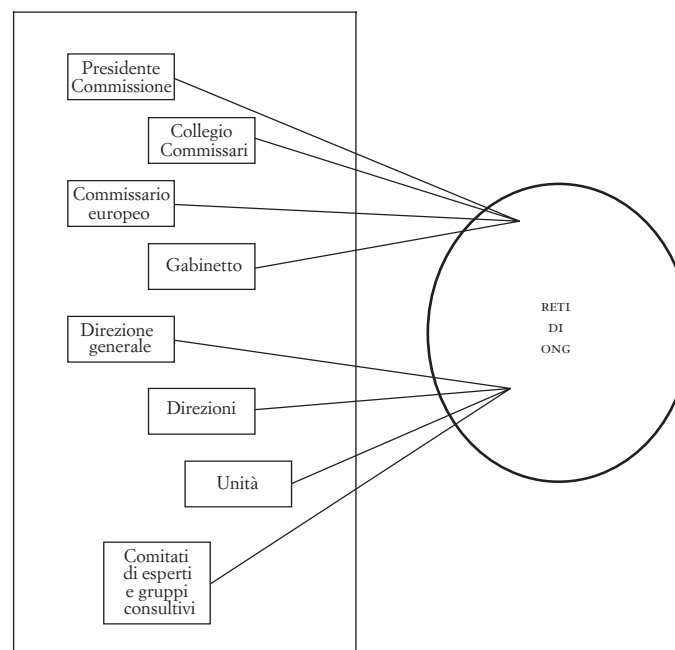 Presidente
Commissione
Collegio
Commissari
Commissario
europeo
Gabinetto
Direzione
generale
Direzioni
Unità
Comitati
di esperti
e gruppi
consultivi
RETI
DI
ONG